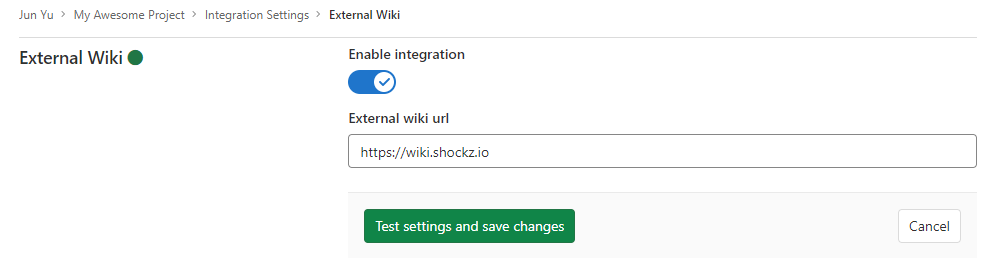 Jun Yu > My Awesome Project > Integration Settings > External Wiki
External Wiki
Enable integration
External wiki url
https://wiki.shockz.io
Test settings and save changes
Cancel